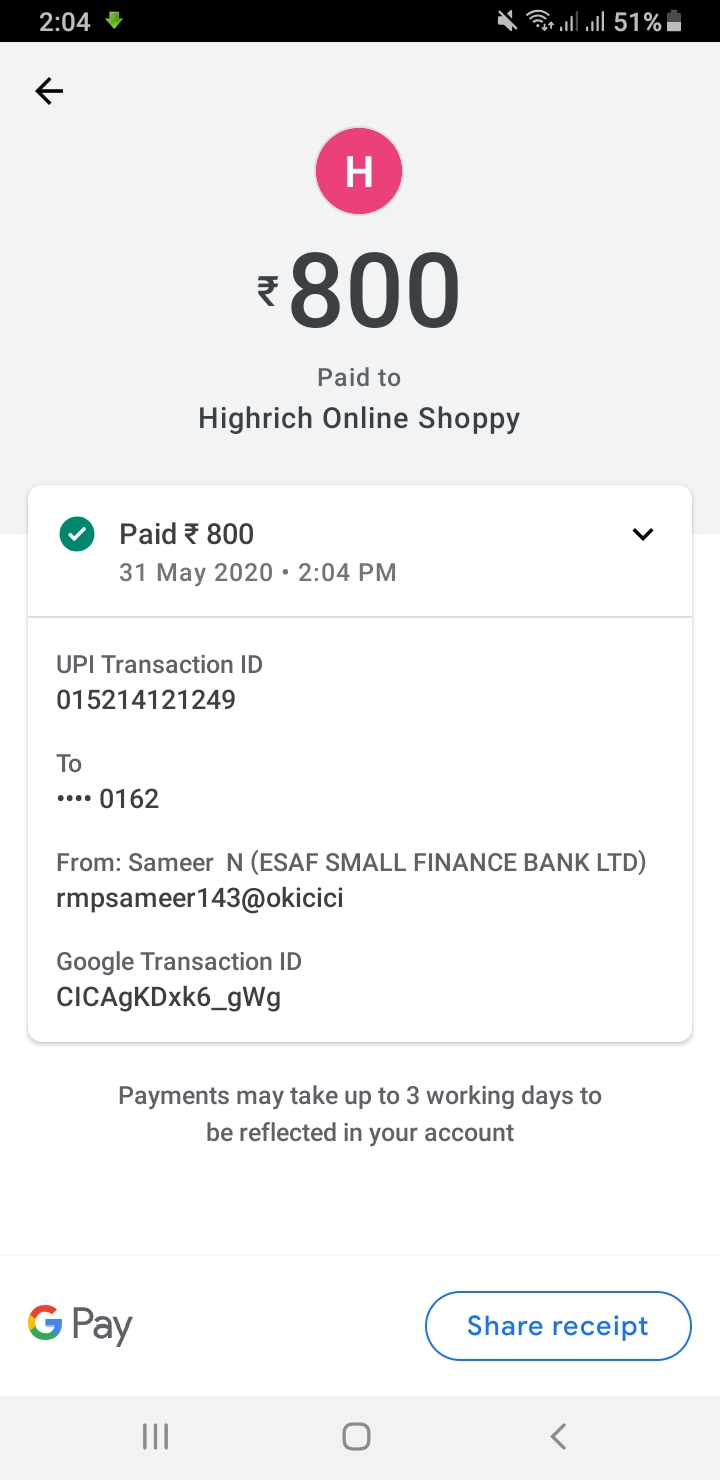 2:04 51%
H
₹800
Paid to
Highrich Online Shoppy
Paid ₹ 800
31 May 2020 • 2:04 PM
UPI Transaction ID
015214121249
To
•••• 0162
From: Sameer  N (ESAF SMALL FINANCE BANK LTD)
rmpsameer143@okicici
Google Transaction ID
CICAgKDxk6_gWg
Payments may take up to 3 working days to
be reflected in your account
G Pay
Share receipt